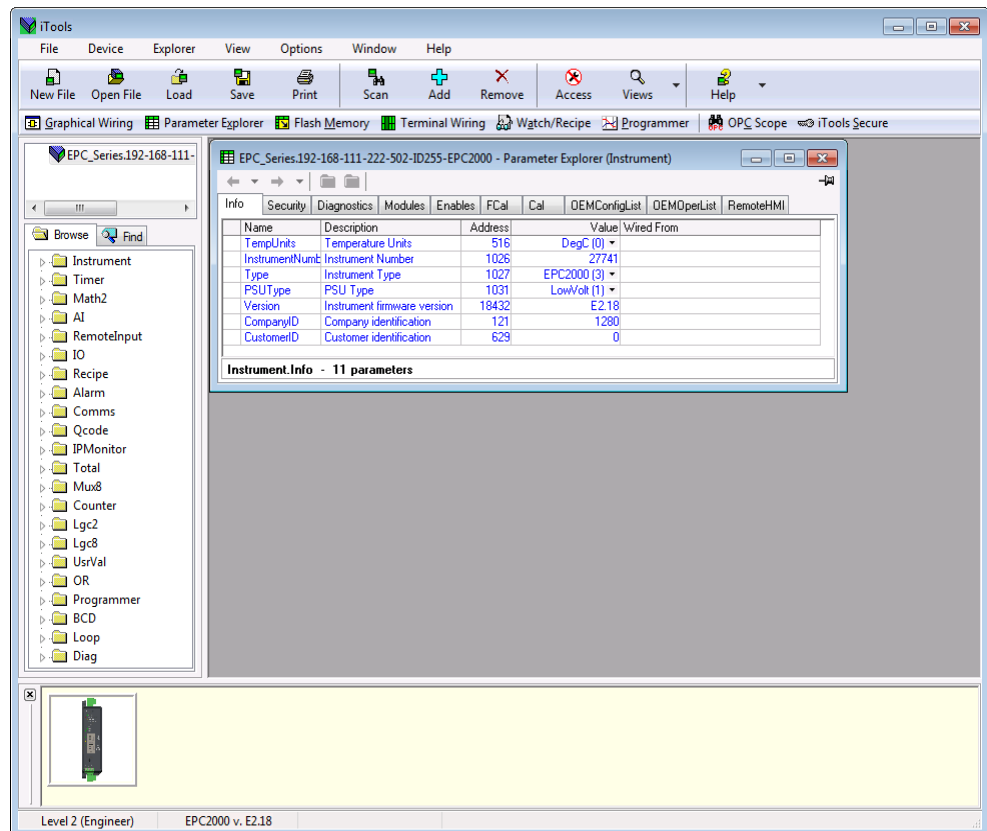 iTools
File Device Explorer View Options Window Help
New File Open File Load Save Print Scan Add Remove Access Views Help
Graphical Wiring Parameter Explorer Flash Memory Terminal Wiring Watch/Recipe Programmer OPC Scope iTools Secure
EPC_Series.192-168-111-
Browse Find
Instrument
Timer
Math2
AI
RemoteInput
IO
Recipe
Alarm
Comms
Qcode
IPMonitor
Total
Mux8
Counter
Lgc2
Lgc8
UsrVal
OR
Programmer
BCD
Loop
Diag
EPC_Series.192-168-111-222-502-ID255-EPC2000 - Parameter Explorer (Instrument)
Info Security Diagnostics Modules Enables FCal Cal OEMConfigList OEMOperList RemoteHMI
Name Description Address Value Wired From
TempUnits Temperature Units 516 DegC (0)
InstrumentNumb Instrument Number 1026 27741
Type Instrument Type 1027 EPC2000 (3)
PSUType PSU Type 1031 LowVolt (1)
Version Instrument firmware version 18432 E2.18
CompanyID Company identification 121 1280
CustomerID Customer identification 629 0
Instrument.Info - 11 parameters
Level 2 (Engineer) EPC2000 v. E2.18